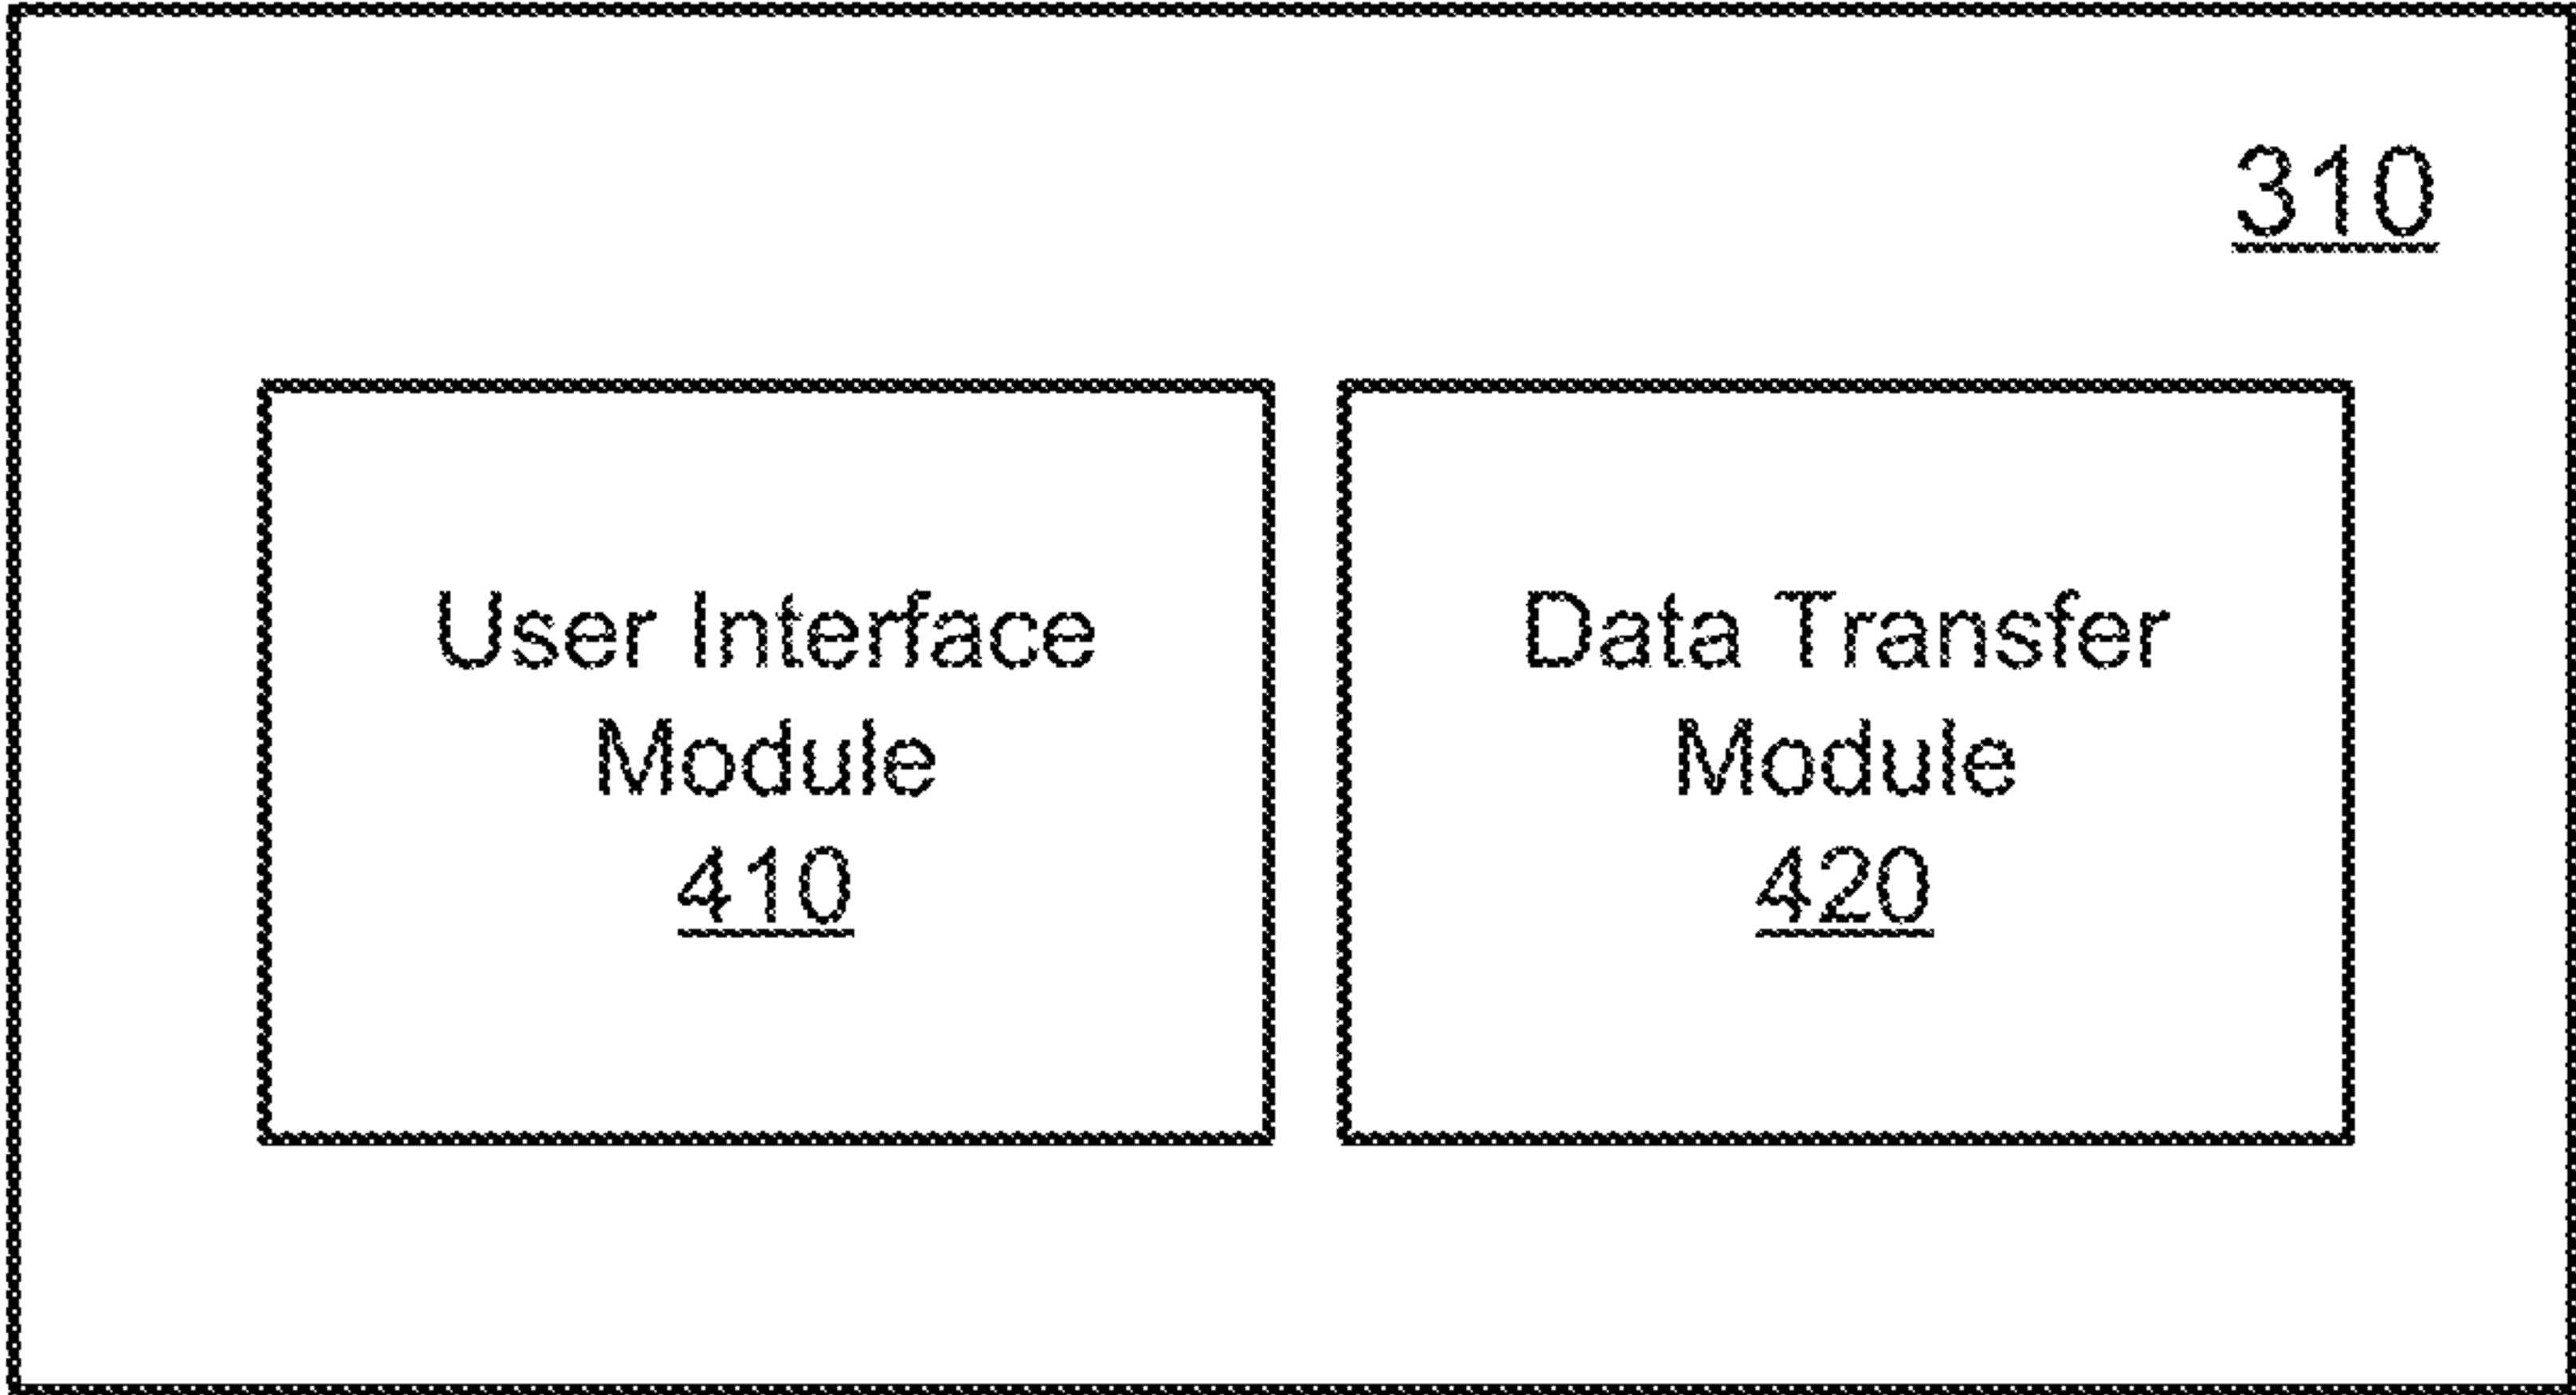 310
User Interface
Module
410
Data Transfer
Module
420